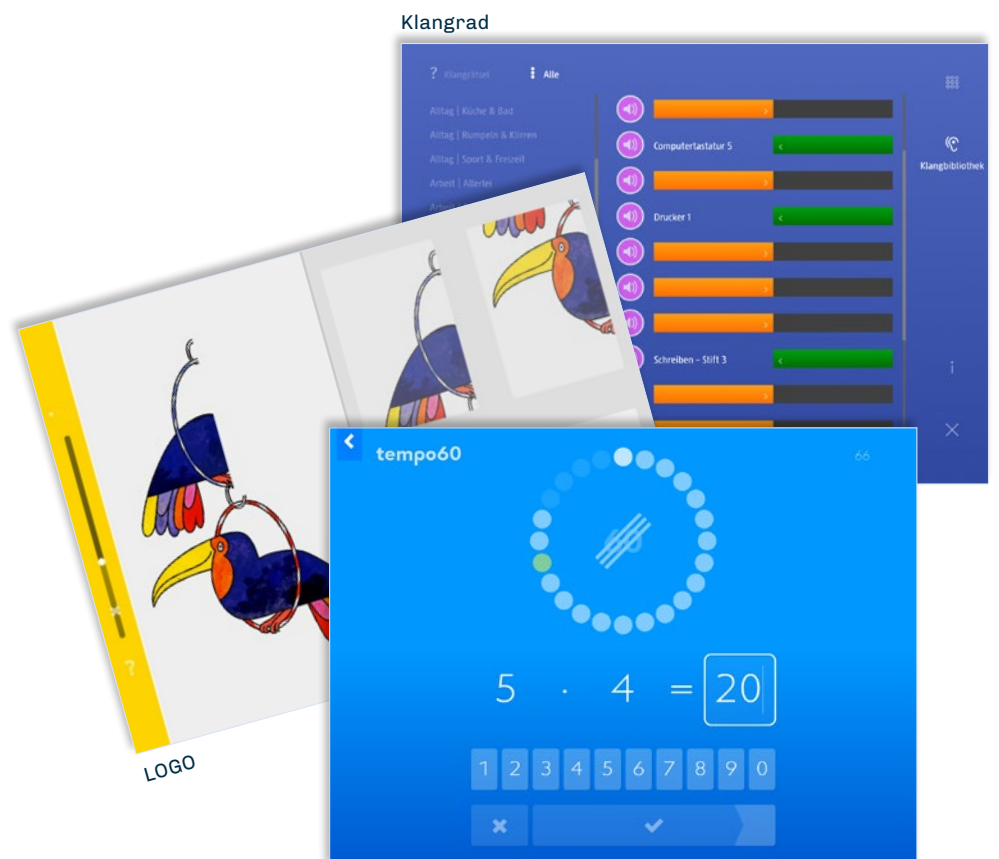 Klangrad
? Klangrätsel
Alle
Alltag | Küche & Bad
Alltag | Rumpeln & Klirren
Alltag | Sport & Freizeit
Arbeit | Allerlei
Computertastatur 5
Drucker 1
Schreiben – Stift 3
Klangbibliothek
i
?
LOGO
tempo60
66
5 · 4 = 20
1 2 3 4 5 6 7 8 9 0